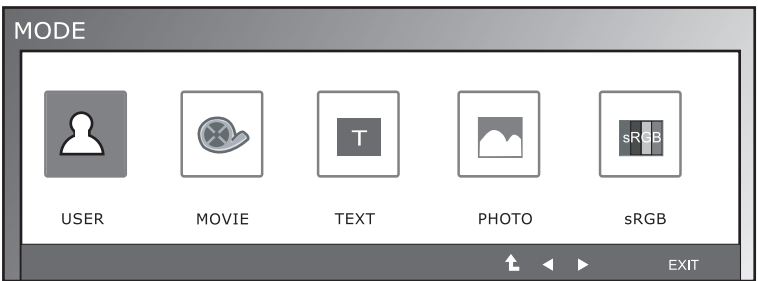 MODE
T
sRGB
USER MOVIE TEXT PHOTO sRGB
EXIT